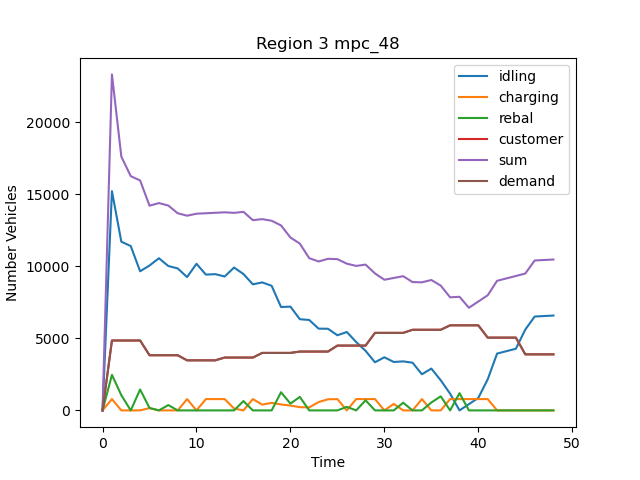 Region 3 mpc_48
idling
charging
rebal
customer
sum
demand
Number Vehicles
20000
15000
10000
5000
0
0 10 20 30 40 50
Time